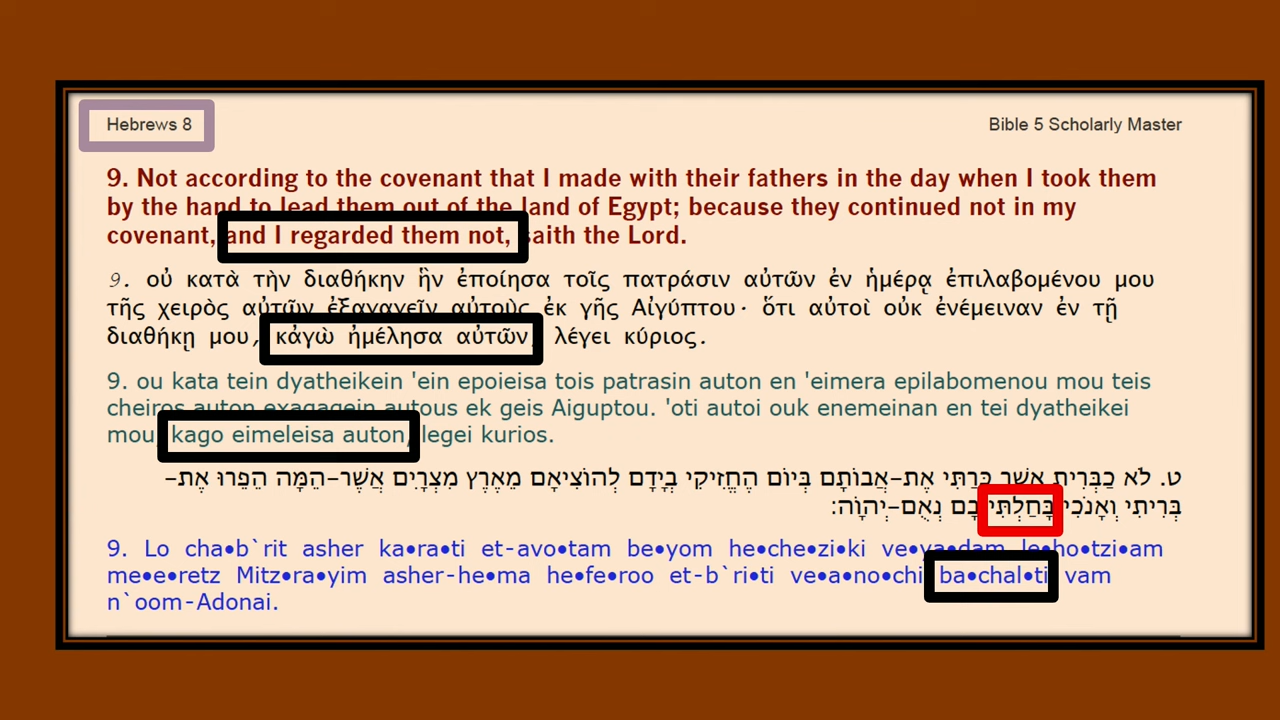 Hebrews 8
Bible 5 Scholarly Master
9. Not according to the covenant that I made with their fathers in the day when I took them
by the hand to lead them out of the land of Egypt; because they continued not in my
covenant, and I regarded them not, saith the Lord.
9. οὐ κατὰ τὴν διαθήκην ἣν ἐποίησα τοῖς πατράσιν αὐτῶν ἐν ἡμέρᾳ ἐπιλαβομένου μου
τῆς χειρὸς αὐτῶν ἐξαγαγεῖν αὐτοὺς ἐκ γῆς Αἰγύπτου· ὅτι αὐτοὶ οὐκ ἐνέμειναν ἐν τῇ
διαθήκῃ μου, κἀγὼ ἠμέλησα αὐτῶν, λέγει κύριος.
9. ou kata tein dyatheikein 'ein epoieisa tois patrasin auton en 'eimera epilabomenou mou teis
cheiros auton exagagein autous ek geis Aiguptou. 'oti autoi ouk enemeinan en tei dyatheikei
mou, kago eimeleisa auton, legei kurios.
ט. לֹא כַבְּרִית אֲשֶׁר כָּרַתִּי אֶת–אֲבוֹתָם בְּיוֹם הֶחֱזִיקִי בְיָדָם לְהוֹצִיאָם מֵאֶרֶץ מִצְרָיִם אֲשֶׁר–הֵמָּה הֵפֵרוּ אֶת–
בְּרִיתִי וְאָנֹכִי בָּחַלְתִּי בָם נְאֻם–יְהוָֹה:
9. Lo cha•b`rit asher ka•ra•ti et-avo•tam be•yom he•che•zi•ki ve•ya•dam le•ho•tzi•am
me•e•retz Mitz•ra•yim asher-he•ma he•fe•roo et-b`ri•ti ve•a•no•chi ba•chal•ti vam
n`oom-Adonai.